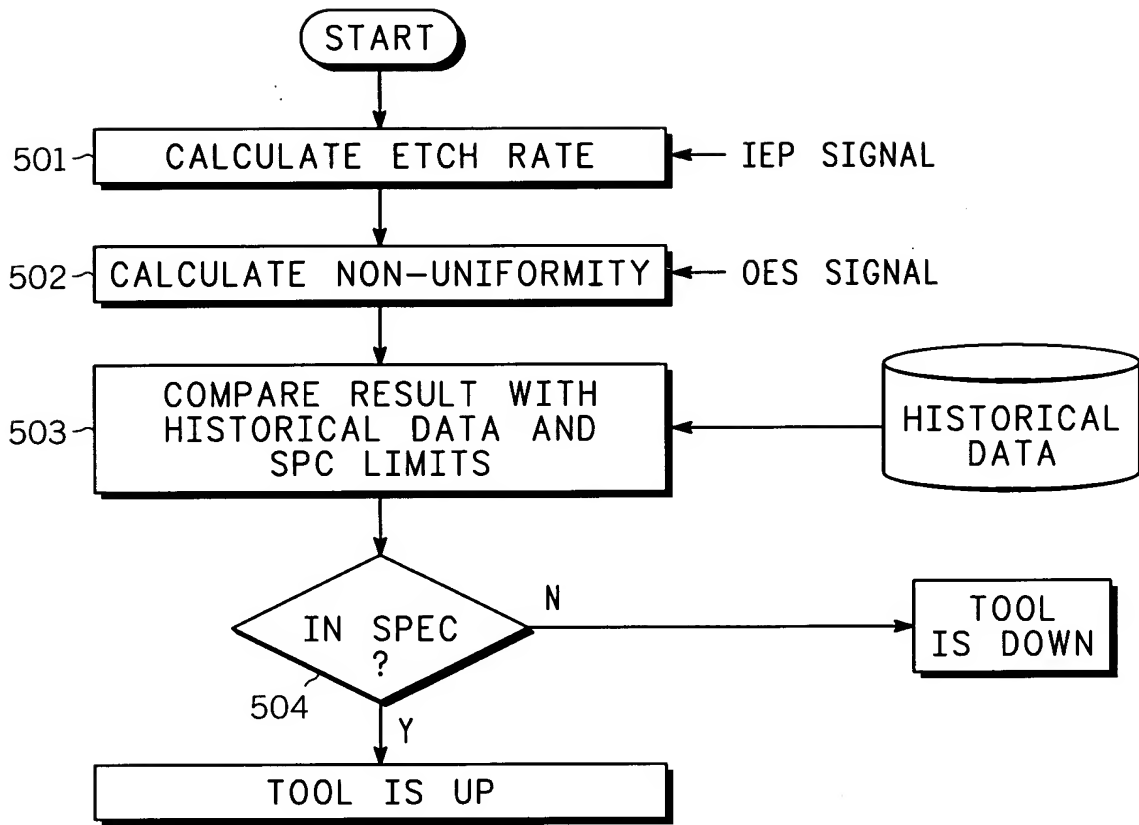 START
501
CALCULATE ETCH RATE
IEP SIGNAL
502
CALCULATE NON-UNIFORMITY
OES SIGNAL
503
COMPARE RESULT WITH
HISTORICAL DATA AND
SPC LIMITS
HISTORICAL
DATA
IN SPEC
?
504
N
TOOL
IS DOWN
Y
TOOL IS UP